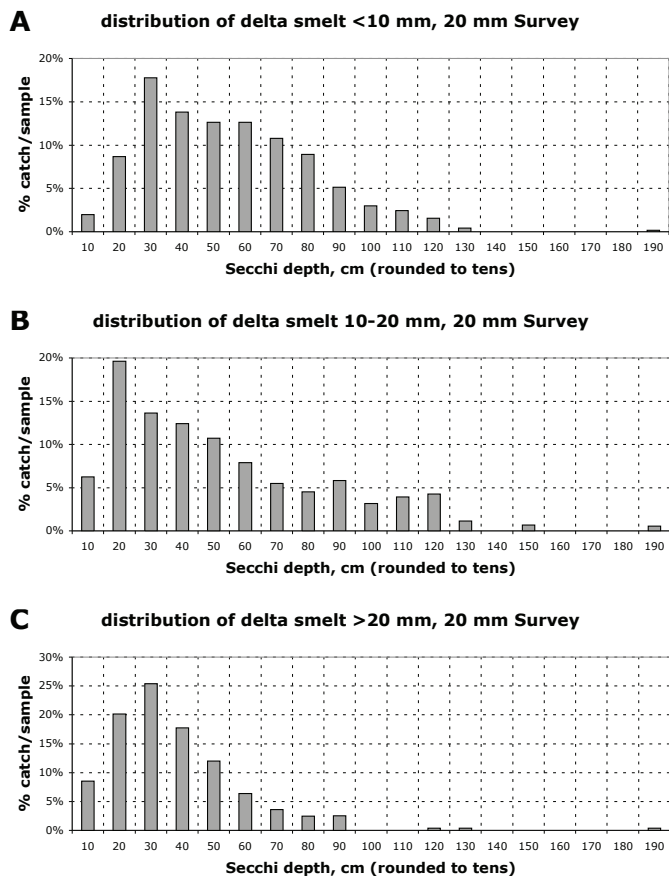 A
distribution of delta smelt <10 mm, 20 mm Survey
% catch/sample
20%
15%
10%
5%
0%
10 20 30 40 50 60 70 80 90 100 110 120 130 140 150 160 170 180 190
Secchi depth, cm (rounded to tens)
B
distribution of delta smelt 10-20 mm, 20 mm Survey
% catch/sample
20%
15%
10%
5%
0%
10 20 30 40 50 60 70 80 90 100 110 120 130 140 150 160 170 180 190
Secchi depth, cm (rounded to tens)
C
distribution of delta smelt >20 mm, 20 mm Survey
% catch/sample
30%
25%
20%
15%
10%
5%
0%
10 20 30 40 50 60 70 80 90 100 110 120 130 140 150 160 170 180 190
Secchi depth, cm (rounded to tens)